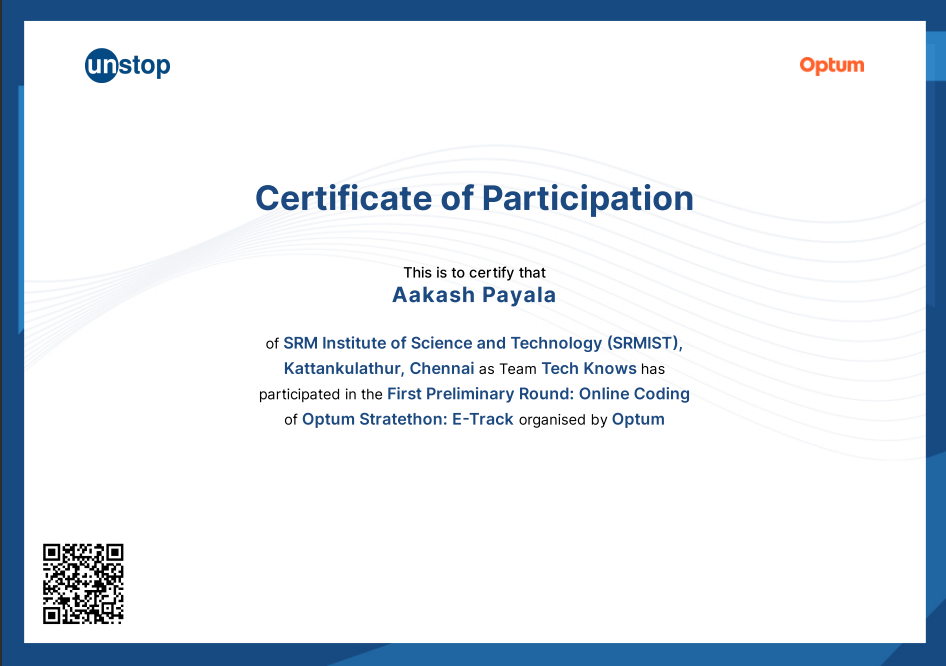 unstop
Optum
Certificate of Participation
This is to certify that
Aakash Payala
of SRM Institute of Science and Technology (SRMIST),
Kattankulathur, Chennai as Team Tech Knows has
participated in the First Preliminary Round: Online Coding
of Optum Stratethon: E-Track organised by Optum